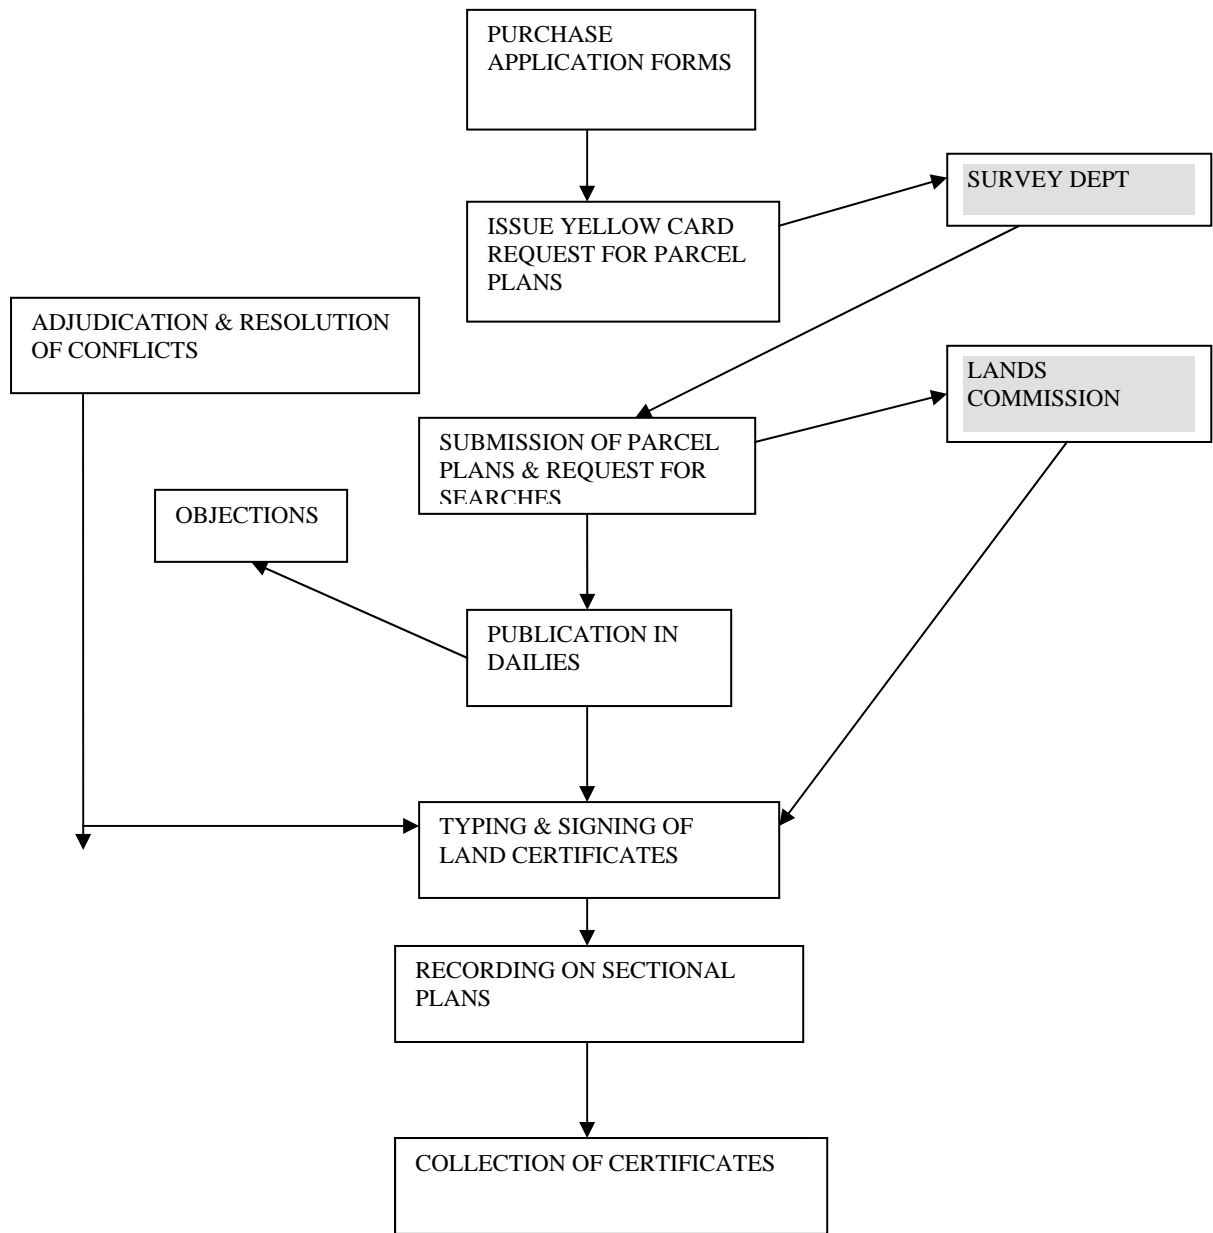 PURCHASE
APPLICATION FORMS
SURVEY DEPT
ISSUE YELLOW CARD
REQUEST FOR PARCEL
PLANS
ADJUDICATION & RESOLUTION
OF CONFLICTS
LANDS
COMMISSION
SUBMISSION OF PARCEL
PLANS & REQUEST FOR
SEARCHES
OBJECTIONS
PUBLICATION IN
DAILIES
TYPING & SIGNING OF
LAND CERTIFICATES
RECORDING ON SECTIONAL
PLANS
COLLECTION OF CERTIFICATES